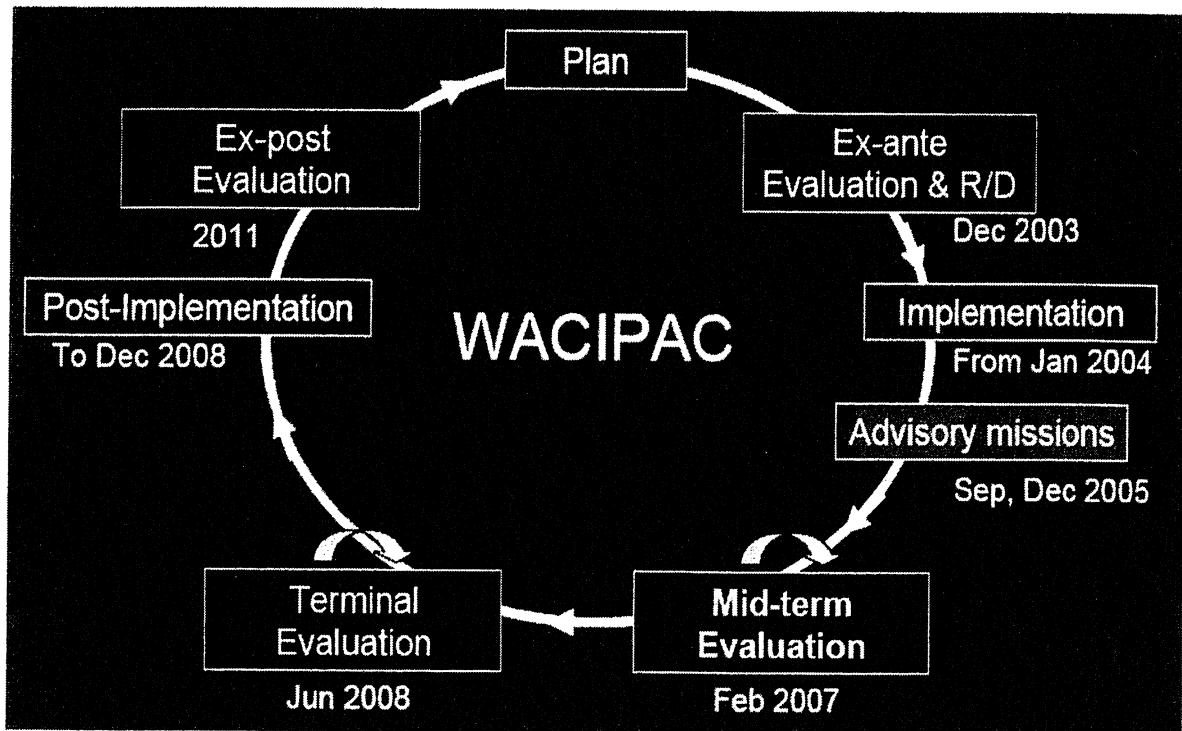 Plan
Ex-ante
Evaluation & R/D
Dec 2003
Implementation
From Jan 2004
Advisory missions
Sep, Dec 2005
Mid-term
Evaluation
Feb 2007
Terminal
Evaluation
Jun 2008
Post-Implementation
To Dec 2008
Ex-post
Evaluation
2011
WACIPAC